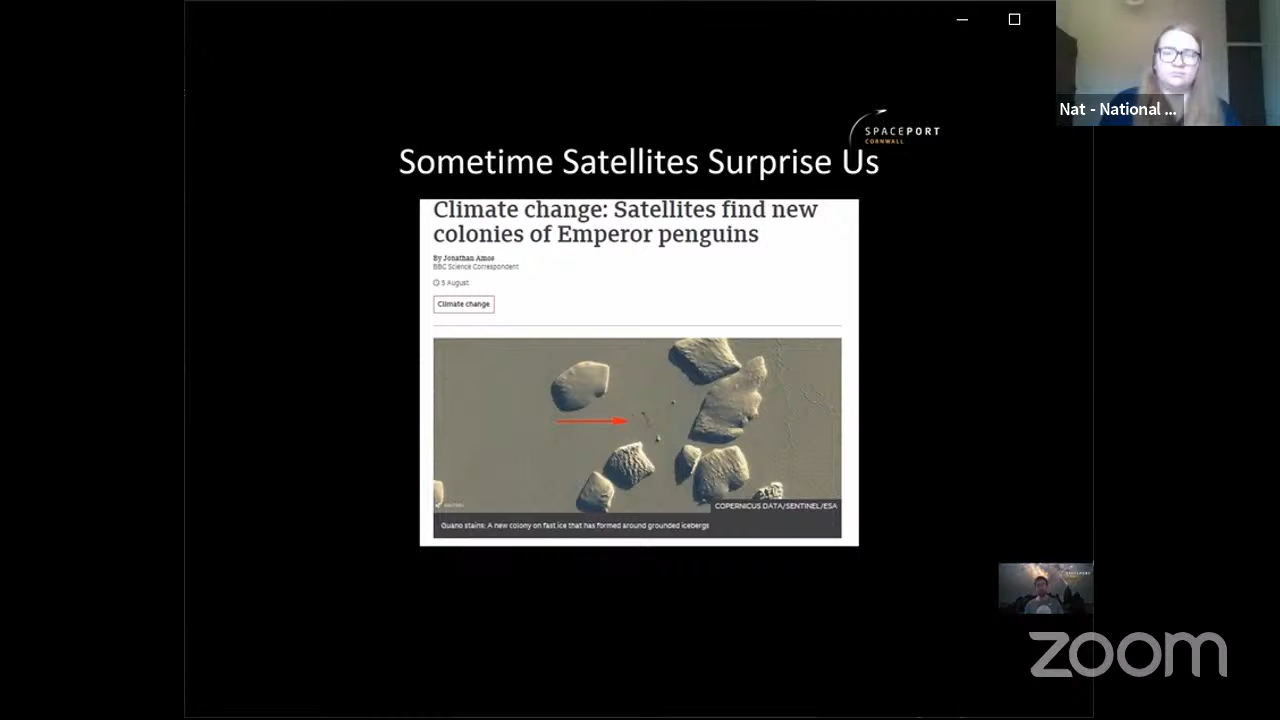 Nat - National ...
SPACEPORT
CORNWALL
Sometime Satellites Surprise Us
Climate change: Satellites find new
colonies of Emperor penguins
By Jonathan Amos
BBC Science Correspondent
5 August
Climate change
COPERNICUS DATA/SENTINEL/ESA
Guano stains: A new colony on fast ice that has formed around grounded icebergs
zoom